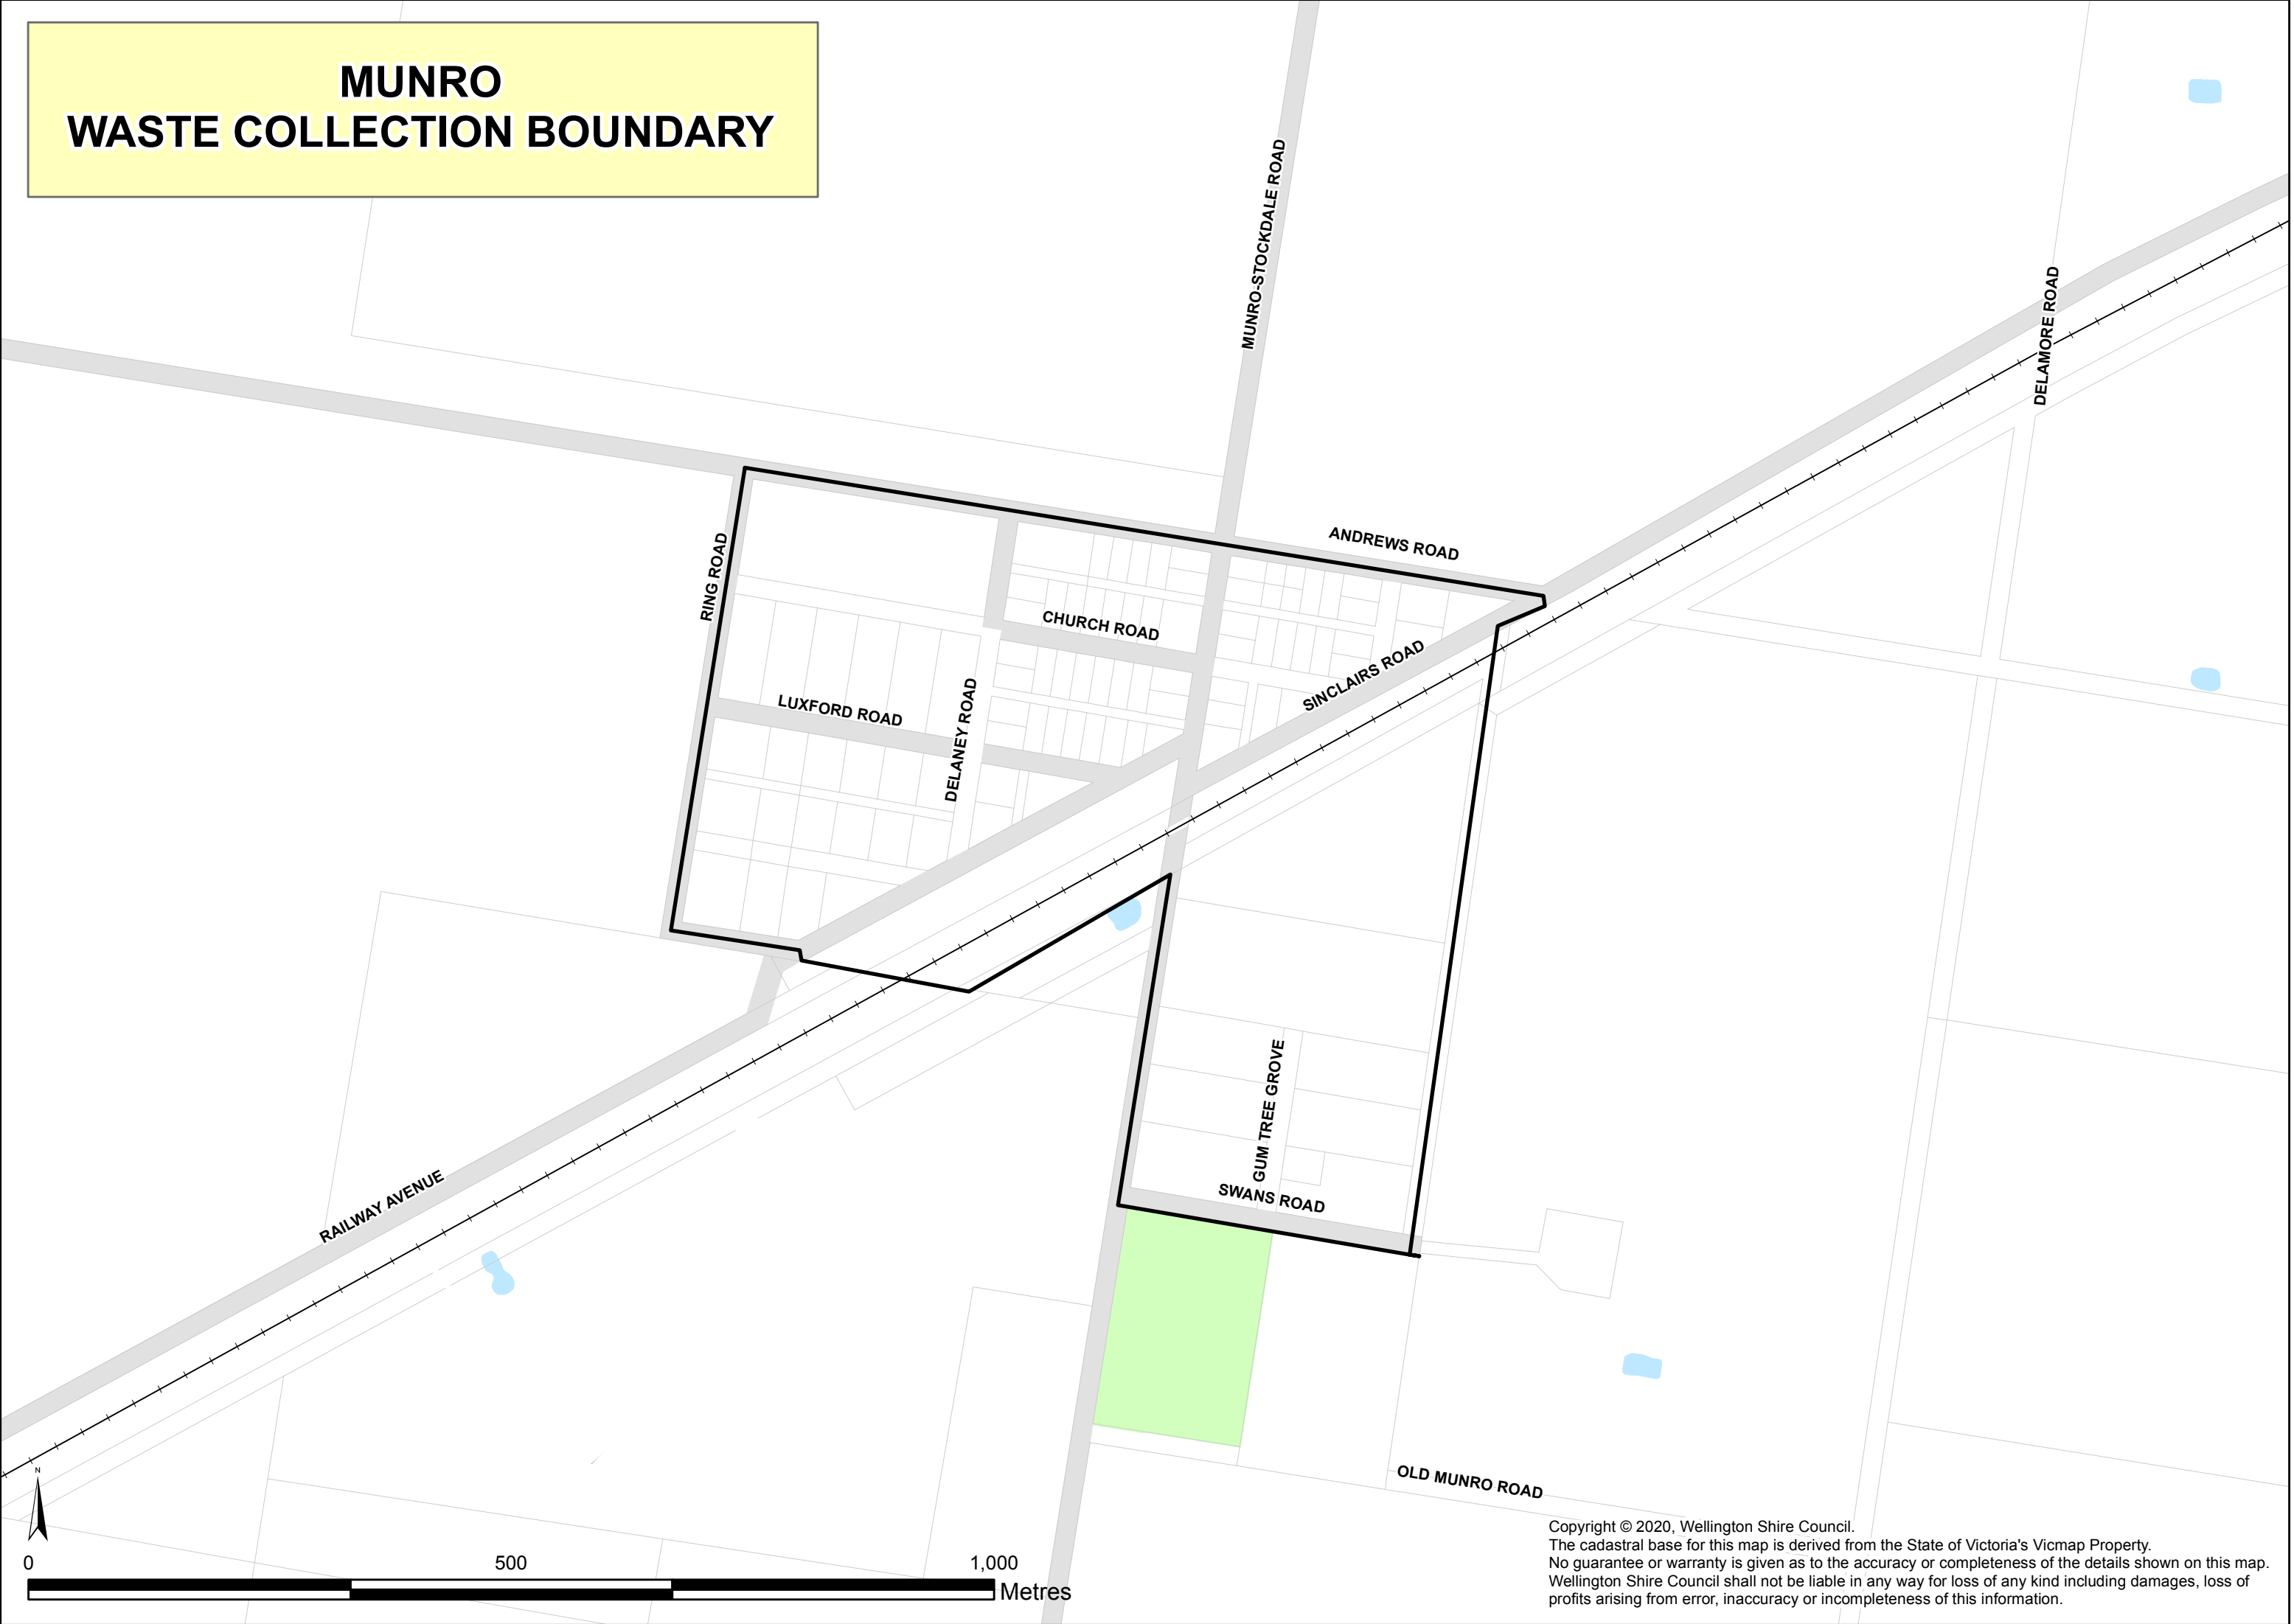 MUNRO
WASTE COLLECTION BOUNDARY
MUNRO-STOCKDALE ROAD
DELAMORE ROAD
ANDREWS ROAD
RING ROAD
CHURCH ROAD
SINCLAIRS ROAD
LUXFORD ROAD
DELANEY ROAD
GUM TREE GROVE
SWANS ROAD
RAILWAY AVENUE
OLD MUNRO ROAD
N
0 500 1,000
Metres
Copyright © 2020, Wellington Shire Council.
The cadastral base for this map is derived from the State of Victoria's Vicmap Property.
No guarantee or warranty is given as to the accuracy or completeness of the details shown on this map.
Wellington Shire Council shall not be liable in any way for loss of any kind including damages, loss of
profits arising from error, inaccuracy or incompleteness of this information.